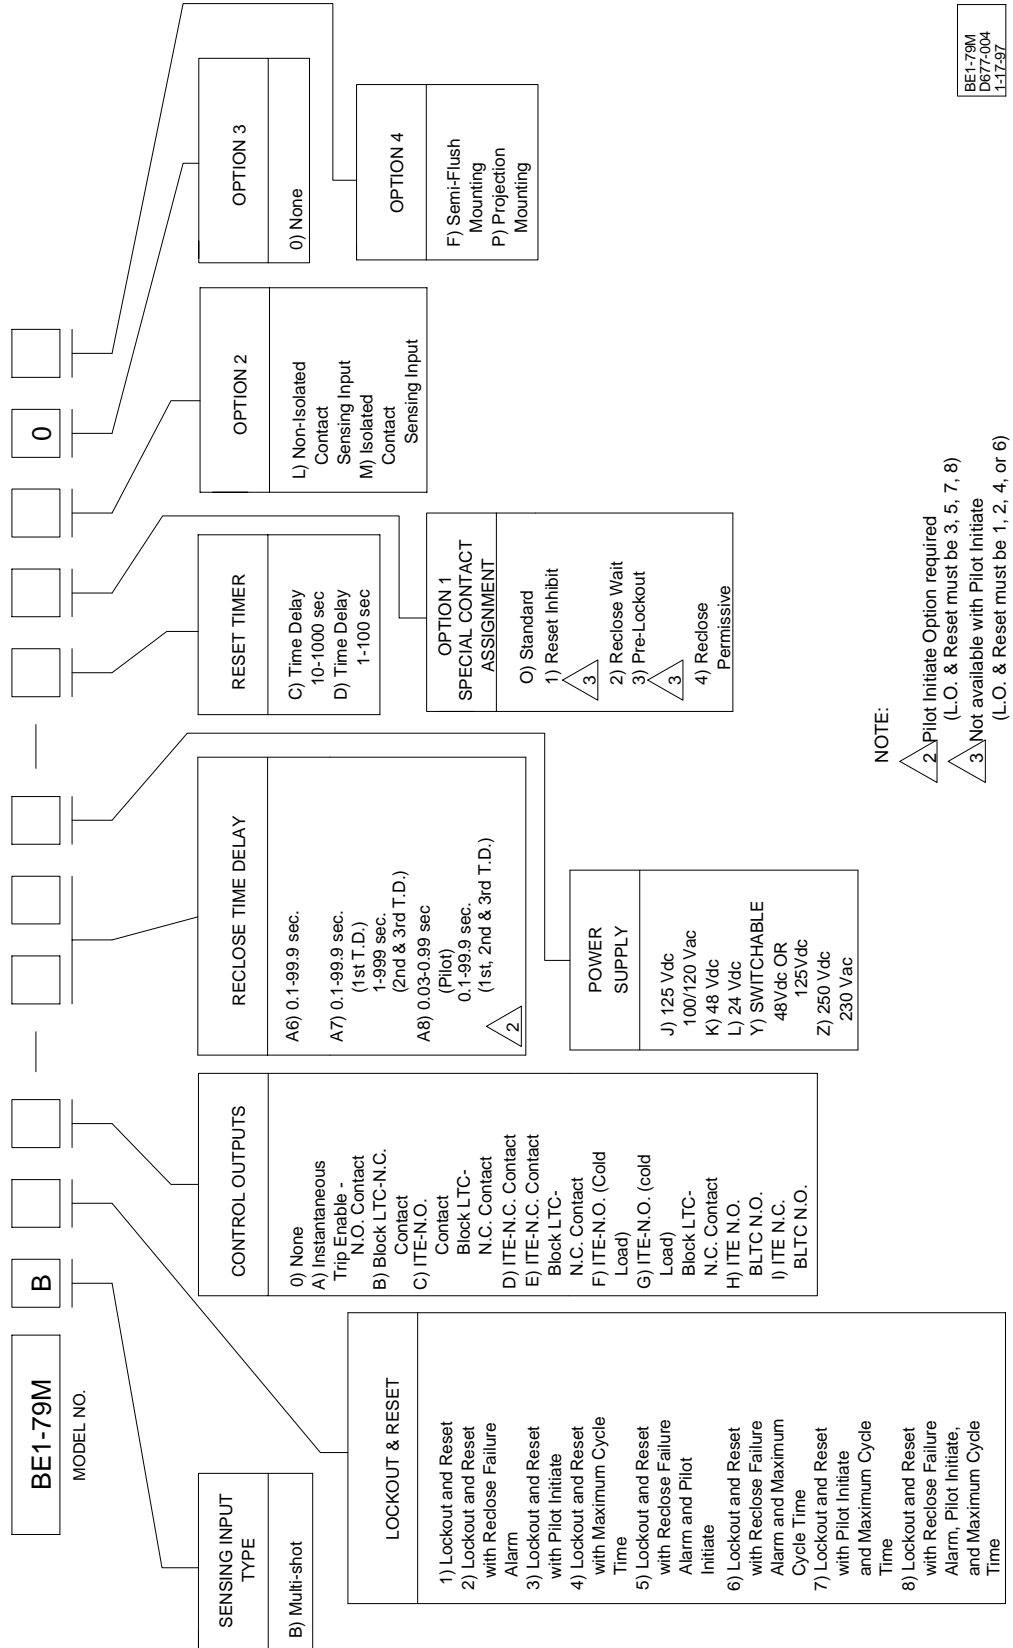 BE1-79M
B
0
MODEL NO.
SENSING INPUT
TYPE
B) Multi-shot
LOCKOUT & RESET
1) Lockout and Reset
2) Lockout and Reset
with Reclose Failure
Alarm
3) Lockout and Reset
with Pilot Initiate
4) Lockout and Reset
with Maximum Cycle
Time
5) Lockout and Reset
with Reclose Failure
Alarm and Pilot
Initiate
6) Lockout and Reset
with Reclose Failure
Alarm and Maximum
Cycle Time
7) Lockout and Reset
with Pilot Initiate
and Maximum Cycle
Time
8) Lockout and Reset
with Reclose Failure
Alarm, Pilot Initiate,
and Maximum Cycle
Time
CONTROL OUTPUTS
0) None
A) Instantaneous
Trip Enable -
N.O. Contact
B) Block LTC-N.C.
Contact
C) ITE-N.O.
Contact
Block LTC-
N.C. Contact
D) ITE-N.C. Contact
E) ITE-N.C. Contact
Block LTC-
N.C. Contact
F) ITE-N.O. (Cold
Load)
G) ITE-N.O. (cold
Load)
Block LTC-
N.C. Contact
H) ITE N.O.
BLTC N.O.
I) ITE N.C.
BLTC N.O.
RECLOSE TIME DELAY
A6) 0.1-99.9 sec.
A7) 0.1-99.9 sec.
(1st T.D.)
1-999 sec.
(2nd & 3rd T.D.)
A8) 0.03-0.99 sec
(Pilot)
0.1-99.9 sec.
(1st, 2nd & 3rd T.D.)
2
POWER
SUPPLY
J) 125 Vdc
100/120 Vac
K) 48 Vdc
L) 24 Vdc
Y) SWITCHABLE
48Vdc OR
125Vdc
Z) 250 Vdc
230 Vac
RESET TIMER
C) Time Delay
10-1000 sec
D) Time Delay
1-100 sec
OPTION 1
SPECIAL CONTACT
ASSIGNMENT
O) Standard
1) Reset Inhibit
3
2) Reclose Wait
3) Pre-Lockout
3
4) Reclose
Permissive
OPTION 2
L) Non-Isolated
Contact
Sensing Input
M) Isolated
Contact
Sensing Input
OPTION 3
0) None
OPTION 4
F) Semi-Flush
Mounting
P) Projection
Mounting
NOTE:
2 Pilot Initiate Option required
(L.O. & Reset must be 3, 5, 7, 8)
3 Not available with Pilot Initiate
(L.O. & Reset must be 1, 2, 4, or 6)
BE1-79M
D677-004
1-17-97